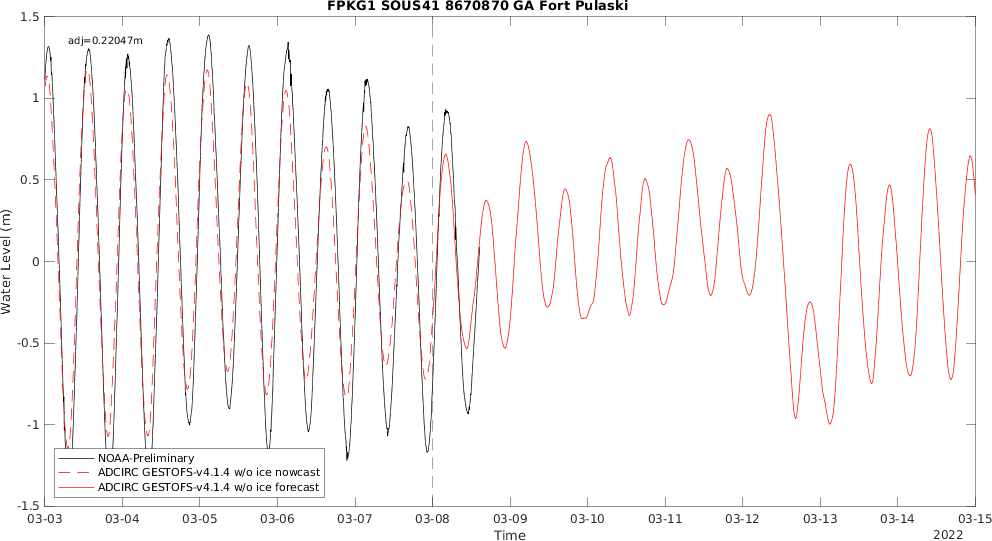 FPKG1 SOUS41 8670870 GA Fort Pulaski
adj=0.22047m
1.5
1
0.5
0
-0.5
-1
-1.5
Water Level (m)
NOAA-Preliminary
ADCIRC GESTOFS-v4.1.4 w/o ice nowcast
ADCIRC GESTOFS-v4.1.4 w/o ice forecast
03-03 03-04 03-05 03-06 03-07 03-08 03-09 03-10 03-11 03-12 03-13 03-14 03-15
Time
2022